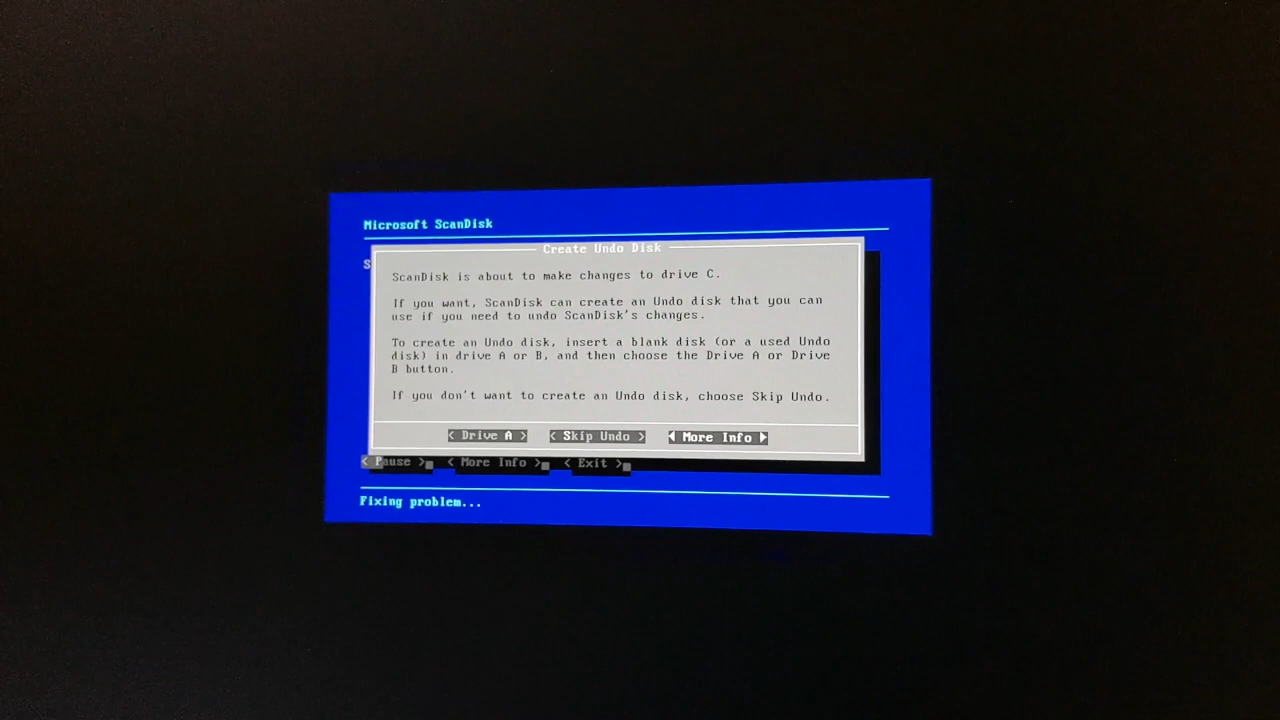 Microsoft ScanDisk
Create Undo Disk
S
ScanDisk is about to make changes to drive C.
If you want, ScanDisk can create an Undo disk that you can
use if you need to undo ScanDisk's changes.
To create an Undo disk, insert a blank disk (or a used Undo
disk) in drive A or B, and then choose the Drive A or Drive
B button.
If you don't want to create an Undo disk, choose Skip Undo.
< Drive A > < Skip Undo > ◄ More Info ►
< Pause > < More Info > < Exit >
Fixing problem...